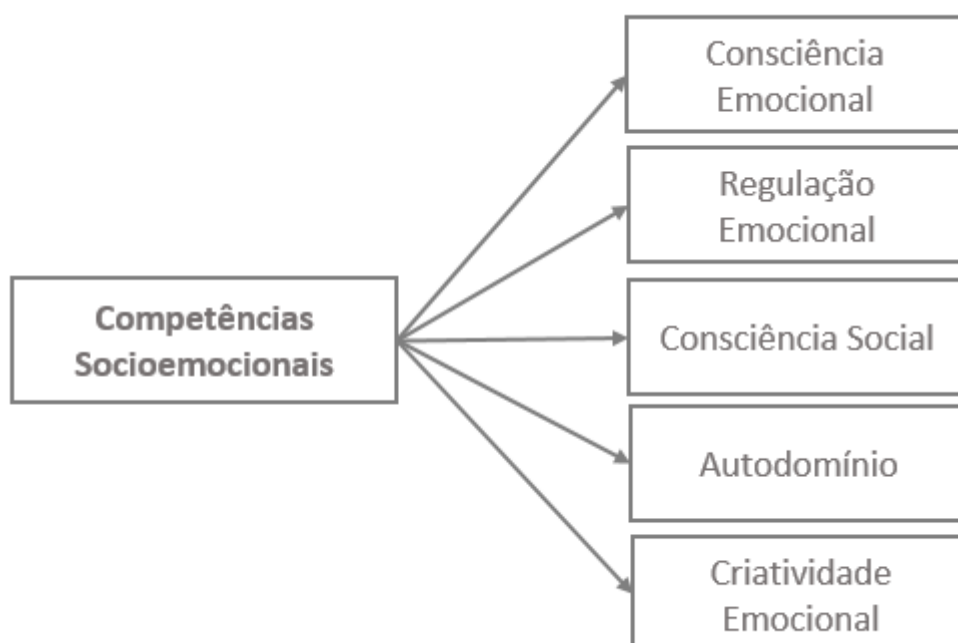 Competências
Socioemocionais
Consciência
Emocional
Regulação
Emocional
Consciência Social
Autodomínio
Criatividade
Emocional